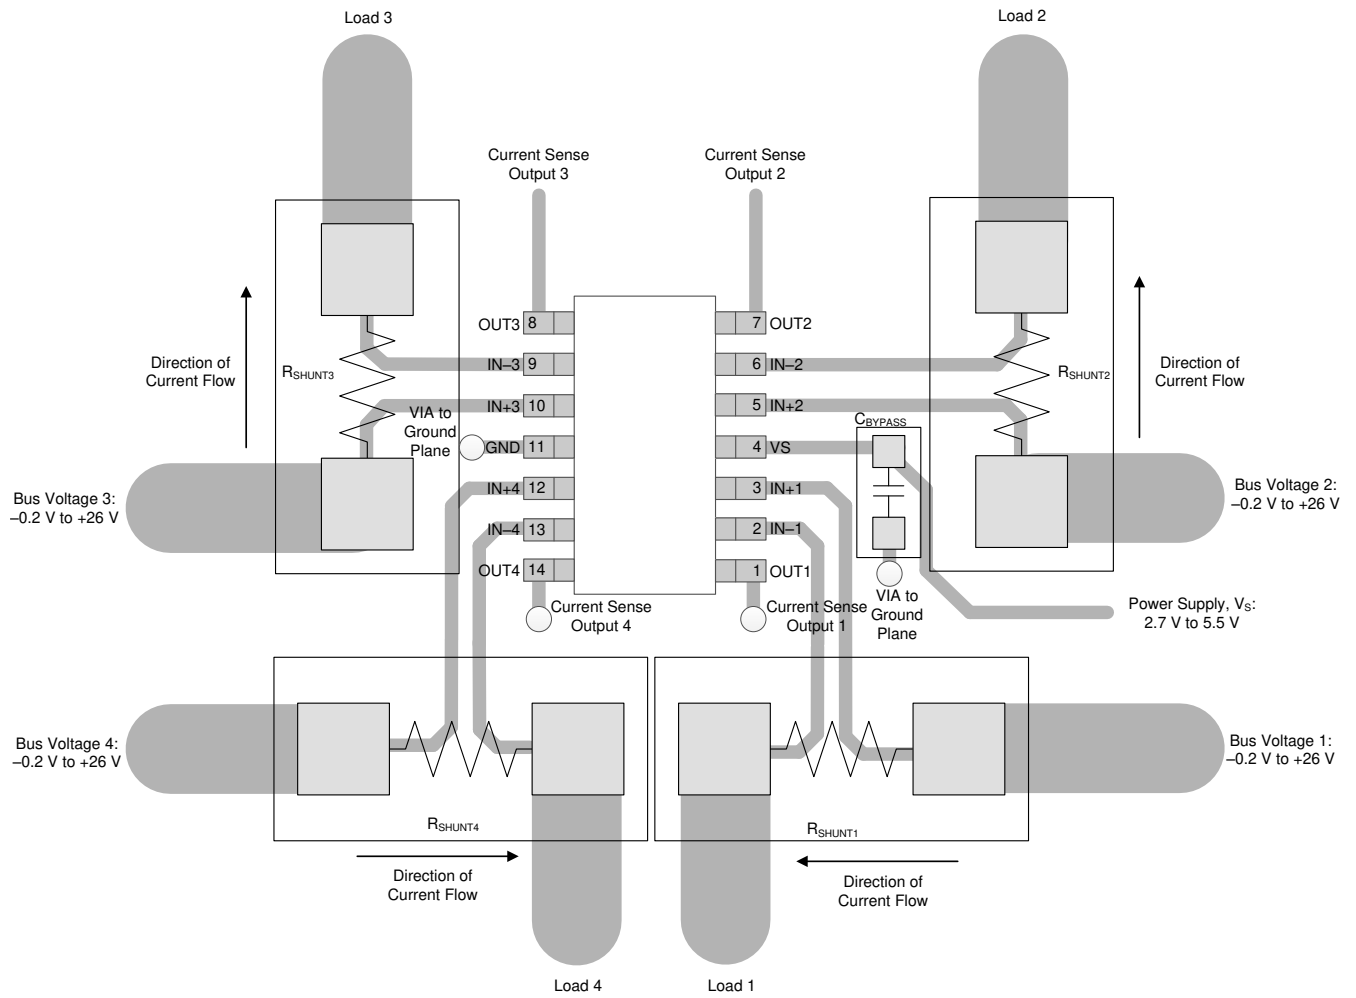 Load 3
Load 2
Current Sense
Output 3
Current Sense
Output 2
OUT3 8
7 OUT2
IN–3 9
6 IN–2
IN+3 10
5 IN+2
GND 11
4 VS
IN+4 12
3 IN+1
IN–4 13
2 IN–1
OUT4 14
1 OUT1
Direction of
Current Flow
RSHUNT3
RSHUNT2
Direction of
Current Flow
VIA to
Ground
Plane
CBYPASS
Bus Voltage 3:
–0.2 V to +26 V
Bus Voltage 2:
–0.2 V to +26 V
Current Sense
Output 4
Current Sense
Output 1
VIA to
Ground
Plane
Power Supply, VS:
2.7 V to 5.5 V
Bus Voltage 4:
–0.2 V to +26 V
Bus Voltage 1:
–0.2 V to +26 V
RSHUNT4
RSHUNT1
Direction of
Current Flow
Direction of
Current Flow
Load 4
Load 1